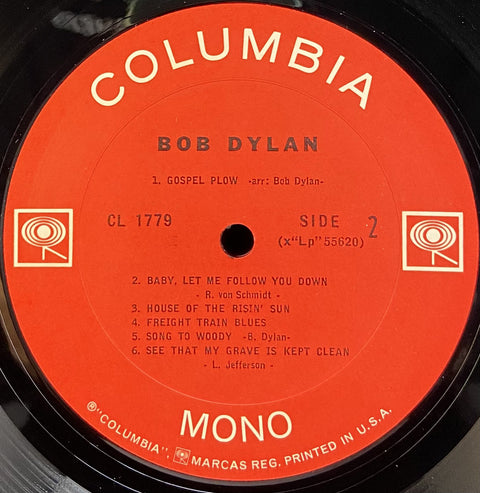 COLUMBIA
BOB DYLAN
1. GOSPEL PLOW -arr: Bob Dylan-
CL 1779
SIDE 2
(x"Lp"55620)
2. BABY, LET ME FOLLOW YOU DOWN
- R. von Schmidt -
3. HOUSE OF THE RISIN' SUN
4. FREIGHT TRAIN BLUES
5. SONG TO WOODY -B. Dylan-
6. SEE THAT MY GRAVE IS KEPT CLEAN
- L. Jefferson -
MONO
®"COLUMBIA", MARCAS REG. PRINTED IN U.S.A.